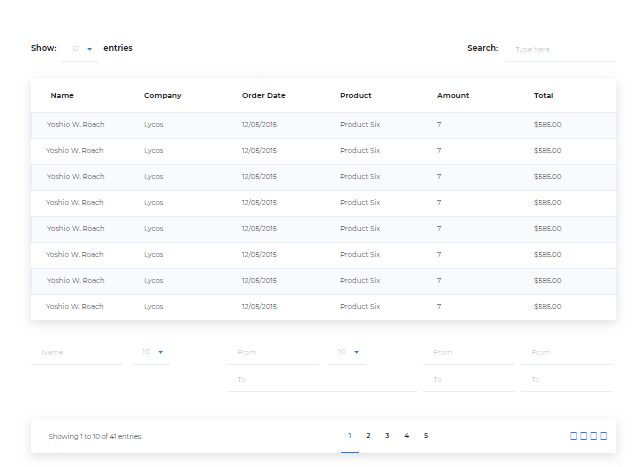 Show: 10 entries Search: Type here
Name Company Order Date Product Amount Total
Yoshio W. Roach Lycos 12/05/2015 Product Six 7 $585.00
Yoshio W. Roach Lycos 12/05/2015 Product Six 7 $585.00
Yoshio W. Roach Lycos 12/05/2015 Product Six 7 $585.00
Yoshio W. Roach Lycos 12/05/2015 Product Six 7 $585.00
Yoshio W. Roach Lycos 12/05/2015 Product Six 7 $585.00
Yoshio W. Roach Lycos 12/05/2015 Product Six 7 $585.00
Yoshio W. Roach Lycos 12/05/2015 Product Six 7 $585.00
Yoshio W. Roach Lycos 12/05/2015 Product Six 7 $585.00
Name 10 From 10 From From
To To To
Showing 1 to 10 of 41 entries 1 2 3 4 5